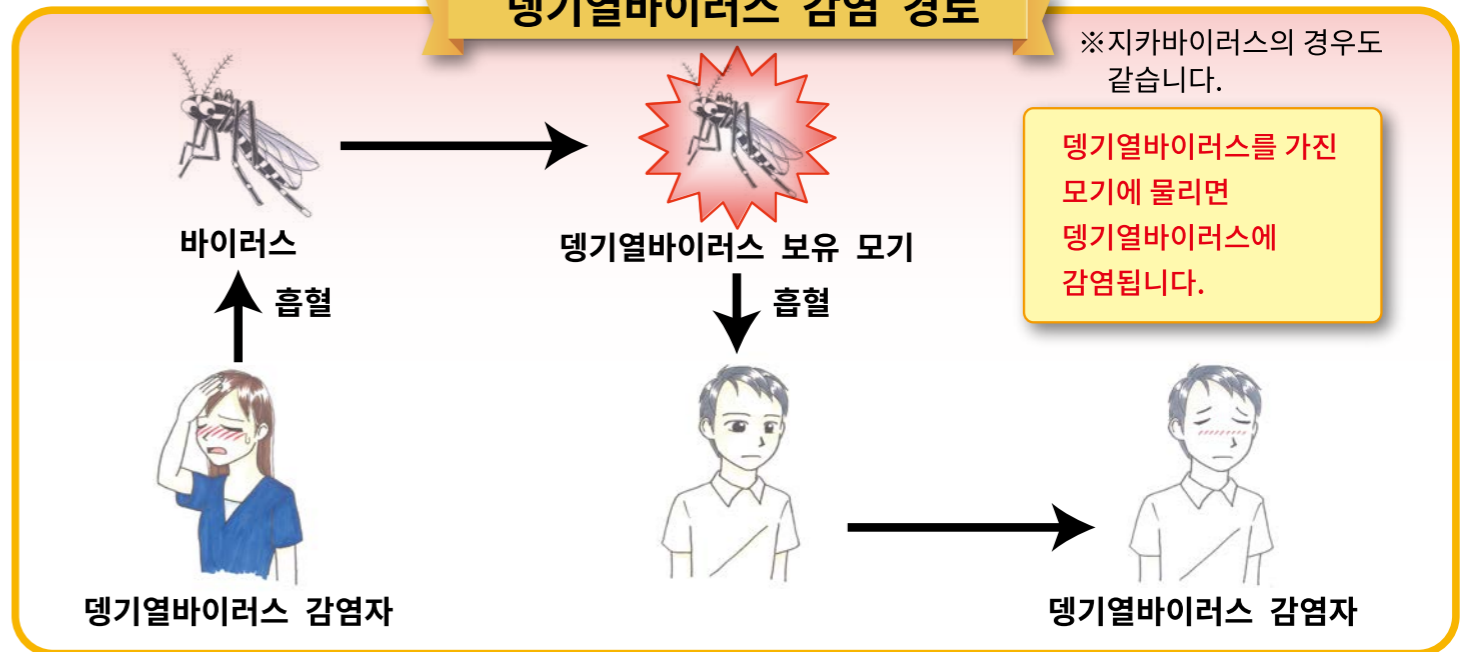 뎅기열바이러스 감염 경로
※지카바이러스의 경우도
같습니다.
뎅기열바이러스를 가진
모기에 물리면
뎅기열바이러스에
감염됩니다.
바이러스
뎅기열바이러스 보유 모기
흡혈
흡혈
뎅기열바이러스 감염자
뎅기열바이러스 감염자